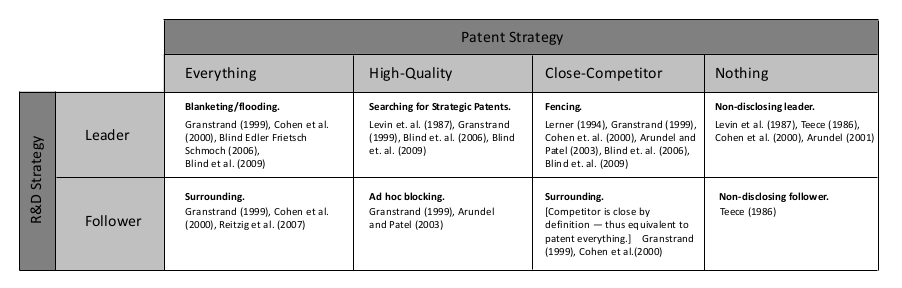 Patent Strategy
Everything
High-Quality
Close-Competitor
Nothing
R&D Strategy
Leader
Blanketing/flooding.
Granstrand (1999), Cohen et al.
(2000), Blind Edler Frietsch
Schmoch (2006),
Blind et al. (2009)
Searching for Strategic Patents.
Levin et. al. (1987), Granstrand
(1999), Blind et al. (2006), Blind
et. al. (2009)
Fencing.
Lerner (1994), Granstrand (1999),
Cohen et. al. (2000), Arundel and
Patel (2003), Blind et. al. (2006),
Blind et. al. (2009)
Non-disclosing leader.
Levin et al. (1987), Teece (1986),
Cohen et al. (2000), Arundel (2001)
Follower
Surrounding.
Granstrand (1999), Cohen et al.
(2000), Reitzig et al. (2007)
Ad hoc blocking.
Granstrand (1999), Arundel
and Patel (2003)
Surrounding.
[Competitor is close by
definition — thus equivalent to
patent everything.] Granstrand
(1999), Cohen et al.(2000)
Non-disclosing follower.
Teece (1986)